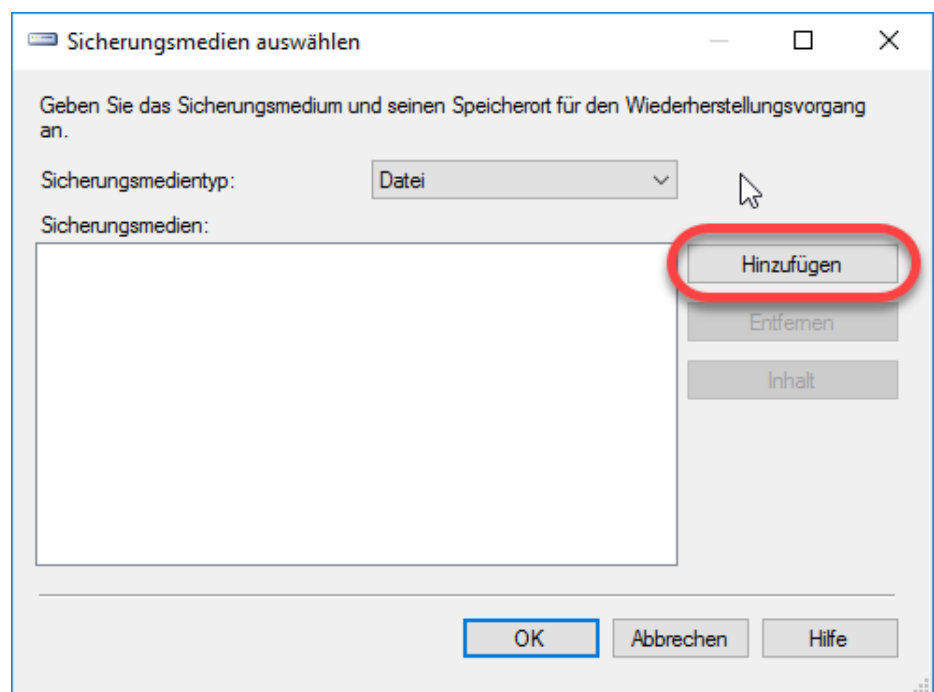 Sicherungsmedien auswählen
Geben Sie das Sicherungsmedium und seinen Speicherort für den Wiederherstellungsvorgang
an.
Sicherungsmedientyp:
Datei
Sicherungsmedien:
Hinzufügen
Entfernen
Inhalt
OK
Abbrechen
Hilfe